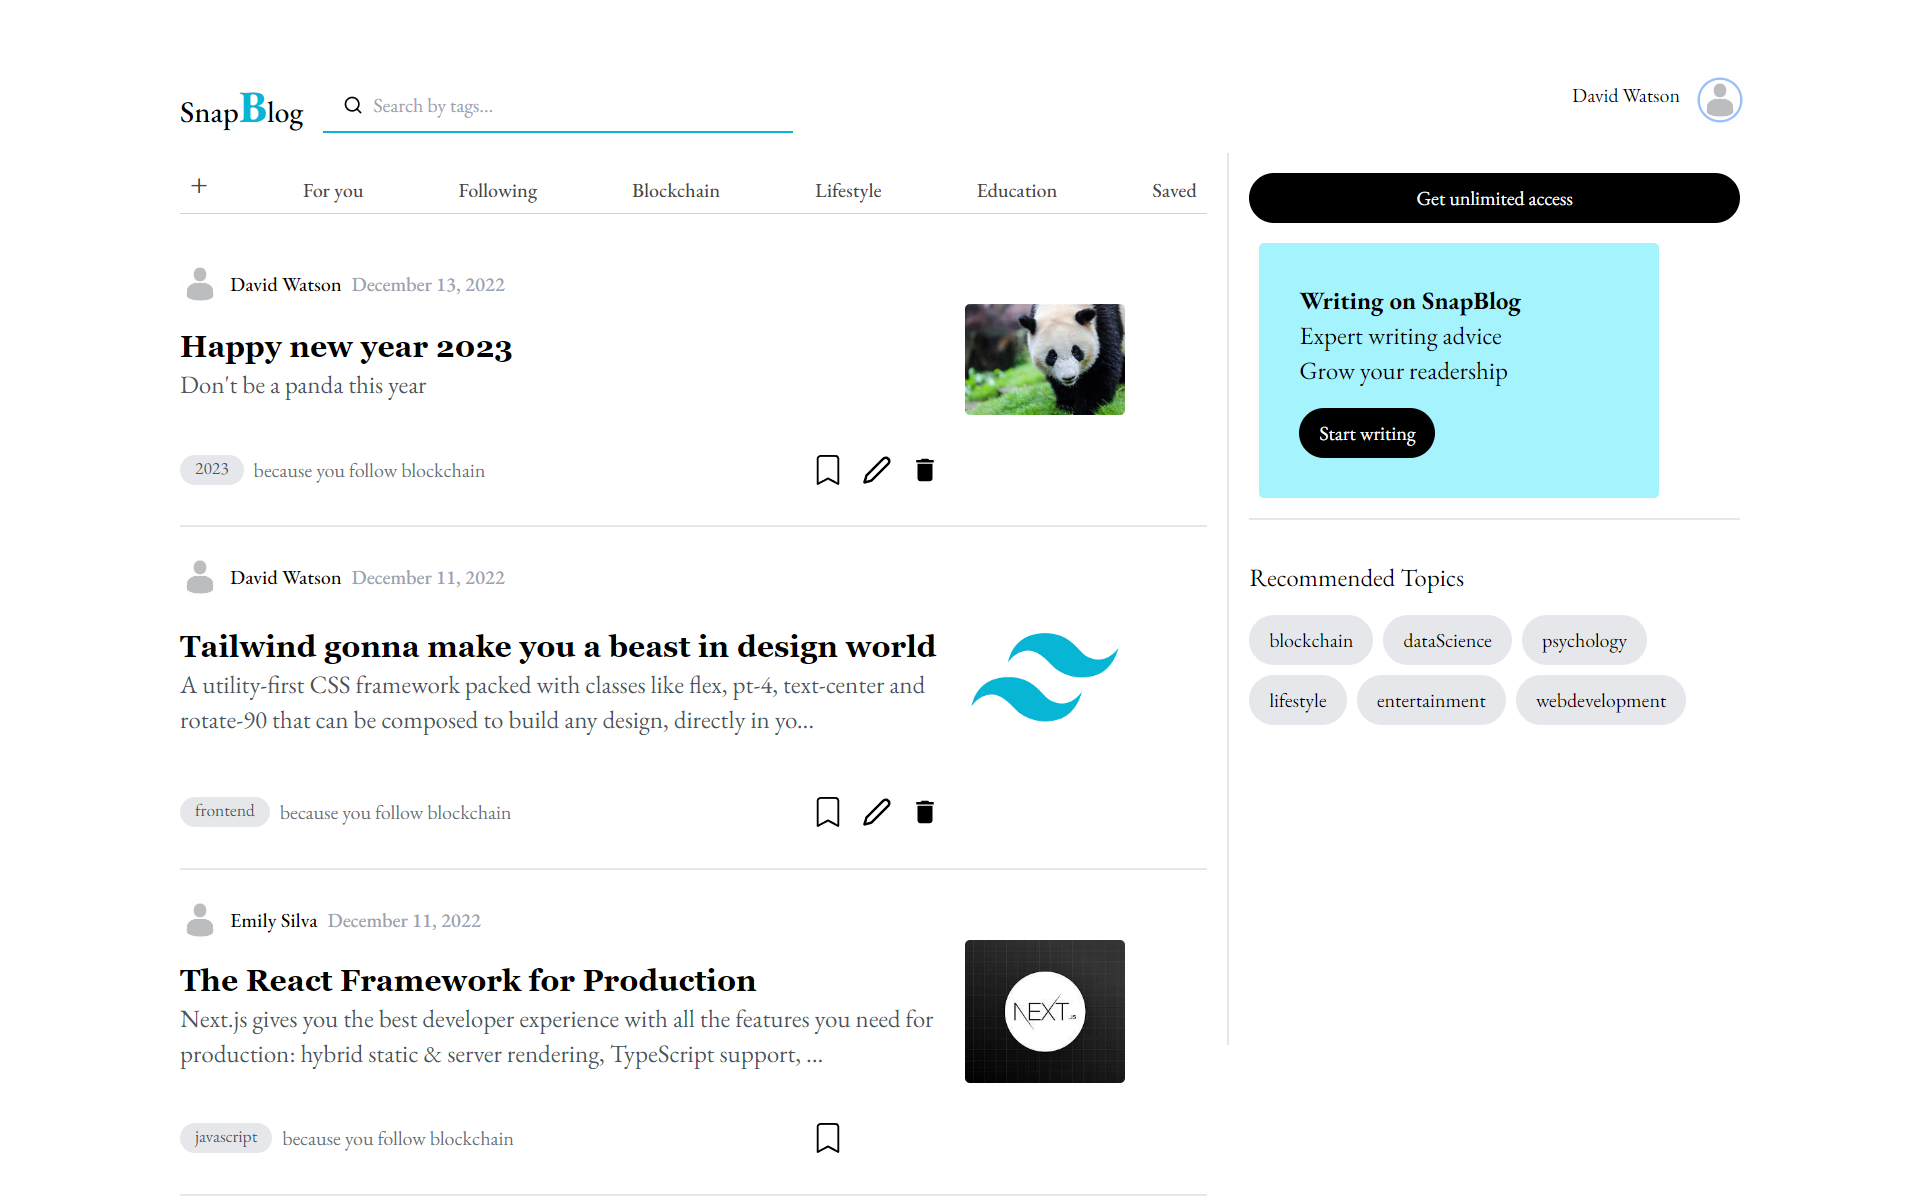 SnapBlog
Search by tags...
David Watson
For you
Following
Blockchain
Lifestyle
Education
Saved
Get unlimited access
David Watson December 13, 2022
Happy new year 2023
Don't be a panda this year
2023 because you follow blockchain
David Watson December 11, 2022
Tailwind gonna make you a beast in design world
A utility-first CSS framework packed with classes like flex, pt-4, text-center and
rotate-90 that can be composed to build any design, directly in yo...
frontend because you follow blockchain
Emily Silva December 11, 2022
The React Framework for Production
Next.js gives you the best developer experience with all the features you need for
production: hybrid static & server rendering, TypeScript support, ...
NEXT.JS
javascript because you follow blockchain
Writing on SnapBlog
Expert writing advice
Grow your readership
Start writing
Recommended Topics
blockchain
dataScience
psychology
lifestyle
entertainment
webdevelopment